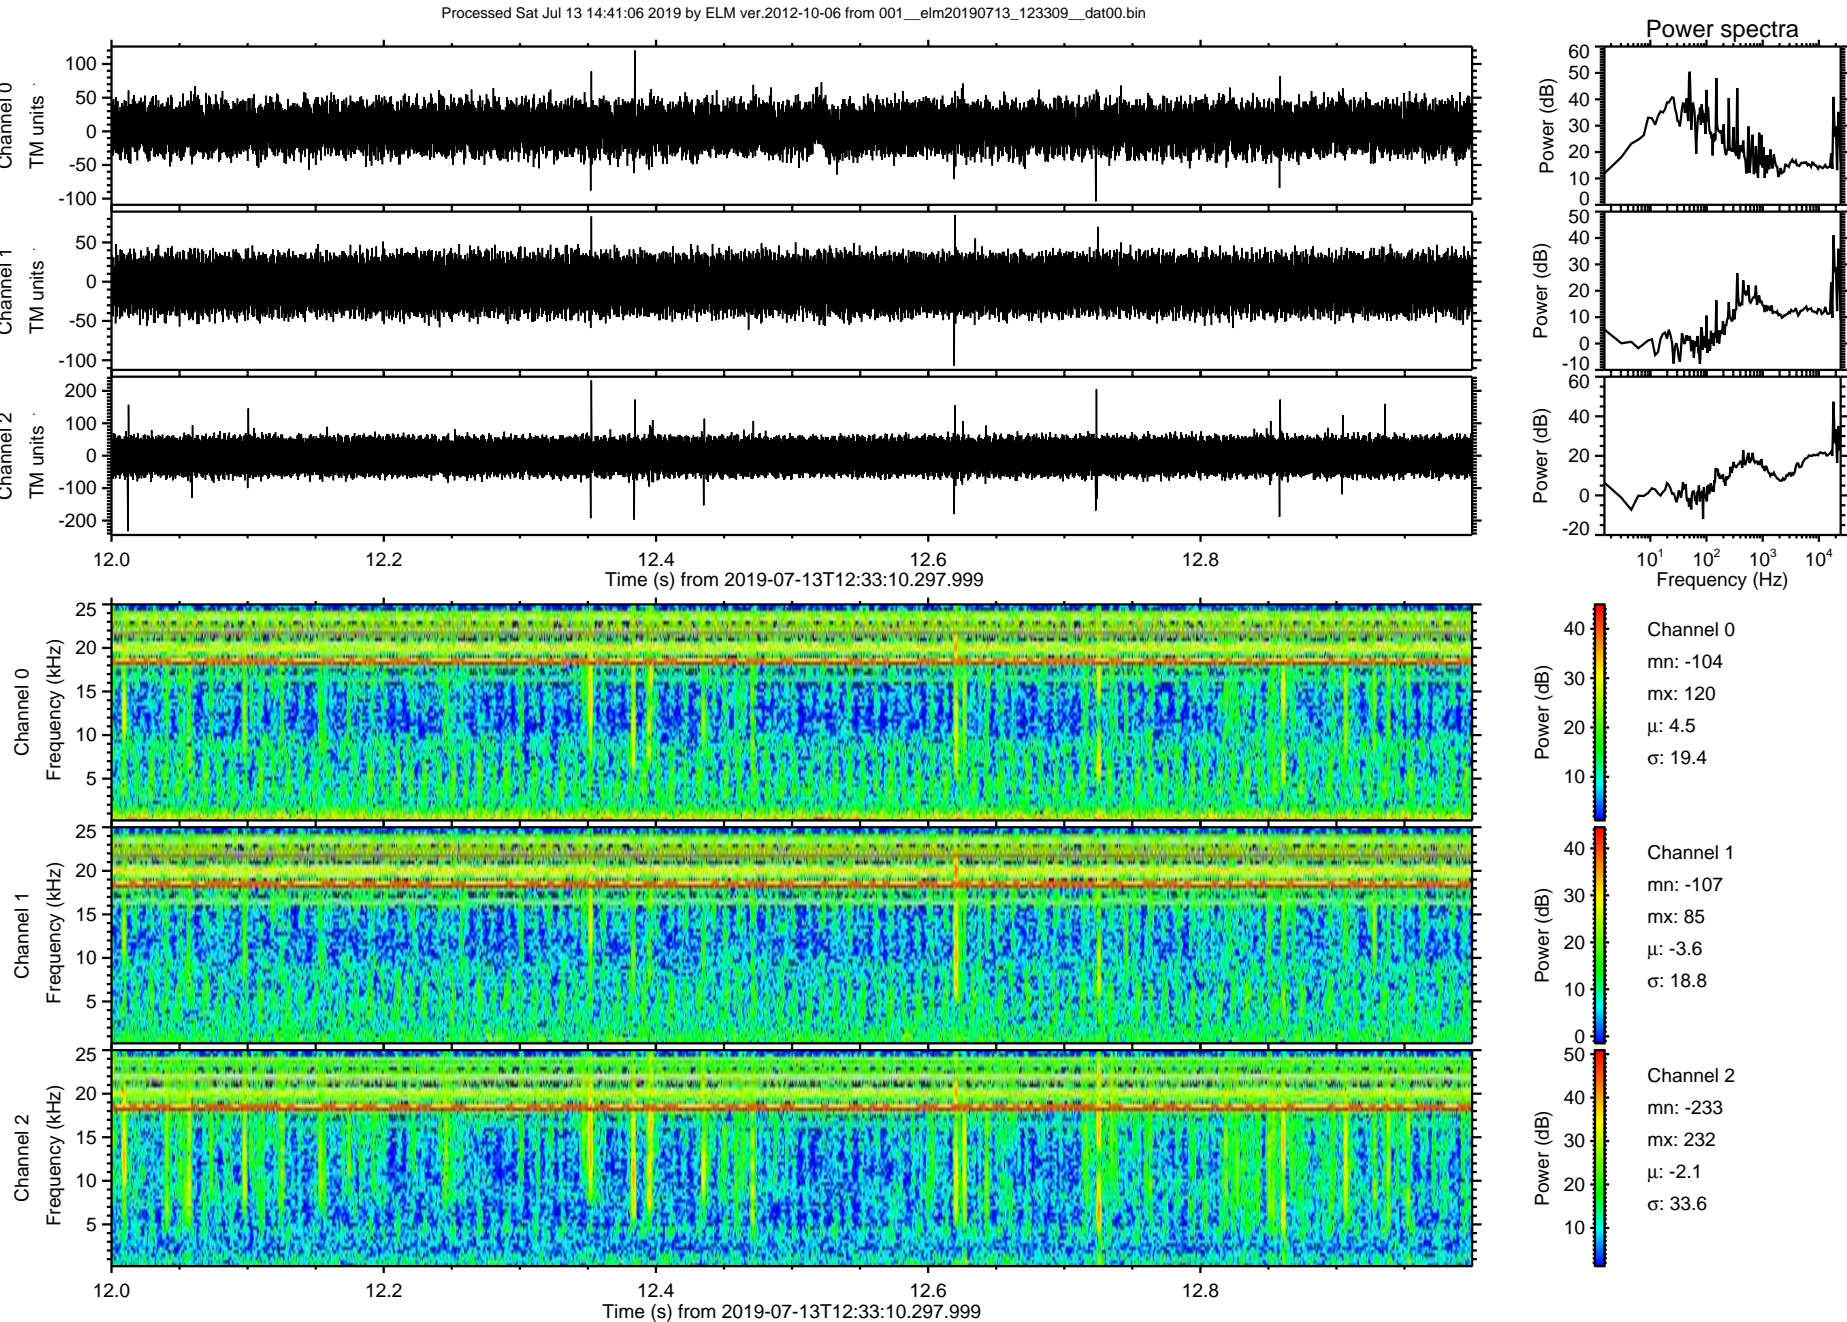 Processed Sat Jul 13 14:41:06 2019 by ELM ver.2012-10-06 from 001__elm20190713_123309__dat00.bin
Power spectra
Channel 0
TM units
100
50
0
-50
-100
Power (dB)
60
50
40
30
20
10
0
Channel 1
TM units
50
0
-50
-100
Power (dB)
50
40
30
20
10
0
-10
Channel 2
TM units
200
100
0
-100
-200
Power (dB)
60
40
20
0
-20
12.0 12.2 12.4 12.6 12.8
Time (s) from 2019-07-13T12:33:10.297.999
10¹ 10² 10³ 10⁴
Frequency (Hz)
Channel 0
Frequency (kHz)
25
20
15
10
5
Power (dB)
40
30
20
10
Channel 0
mn: -104
mx: 120
μ: 4.5
σ: 19.4
Channel 1
Frequency (kHz)
25
20
15
10
5
Power (dB)
40
30
20
10
0
Channel 1
mn: -107
mx: 85
μ: -3.6
σ: 18.8
Channel 2
Frequency (kHz)
25
20
15
10
5
Power (dB)
50
40
30
20
10
Channel 2
mn: -233
mx: 232
μ: -2.1
σ: 33.6
12.0 12.2 12.4 12.6 12.8
Time (s) from 2019-07-13T12:33:10.297.999